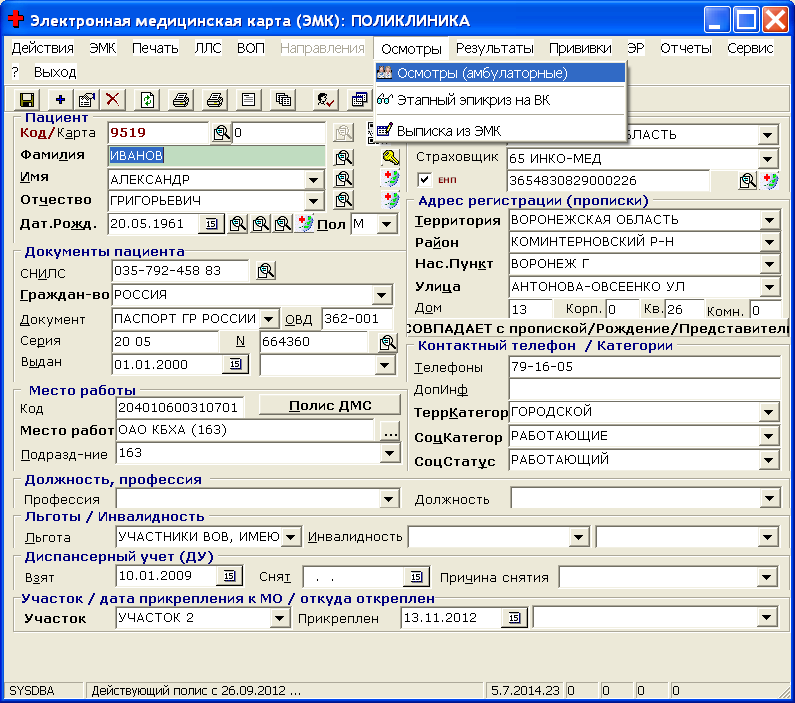 Электронная медицинская карта (ЭМК): ПОЛИКЛИНИКА
Действия ЭМК Печать ЛЛС ВОП Направления Осмотры Результаты Прививки ЭР Отчеты Сервис
? Выход
Осмотры (амбулаторные)
Этапный эпикриз на ВК
Выписка из ЭМК
Пациент
Код/Карта 9519 0
Фамилия ИВАНОВ
Имя АЛЕКСАНДР
Отчество ГРИГОРЬЕВИЧ
Дат.Рожд. 20.05.1961 15 Пол М
БЛАСТЬ
Страховщик 65 ИНКО-МЕД
ЕНП 3654830829000226
Адрес регистрации (прописки)
Территория ВОРОНЕЖСКАЯ ОБЛАСТЬ
Район КОМИНТЕРНОВСКИЙ Р-Н
Нас.Пункт ВОРОНЕЖ Г
Улица АНТОНОВА-ОВСЕЕНКО УЛ
Дом 13 Корп. 0 Кв. 26 Комн. 0
СОВПАДАЕТ с пропиской/Рождение/Представитель
Документы пациента
СНИЛС 035-792-458 83
Граждан-во РОССИЯ
Документ ПАСПОРТ ГР РОССИИ ОВД 362-001
Серия 20 05 N 664360
Выдан 01.01.2000 15
Контактный телефон / Категории
Телефоны 79-16-05
ДопИнф
ТеррКатегор ГОРОДСКОЙ
СоцКатегор РАБОТАЮЩИЕ
СоцСтатус РАБОТАЮЩИЙ
Место работы
Код 204010600310701 Полис ДМС
Место работ ОАО КБХА (163) ...
Подразд-ние 163
Должность, профессия
Профессия Должность
Льготы / Инвалидность
Льгота УЧАСТНИКИ ВОВ, ИМЕЮ Инвалидность
Диспансерный учет (ДУ)
Взят 10.01.2009 15 Снят . . 15 Причина снятия
Участок / дата прикрепления к МО / откуда откреплен
Участок УЧАСТОК 2 Прикреплен 13.11.2012 15
SYSDBA Действующий полис с 26.09.2012 ... 5.7.2014.23 0 0 0 0